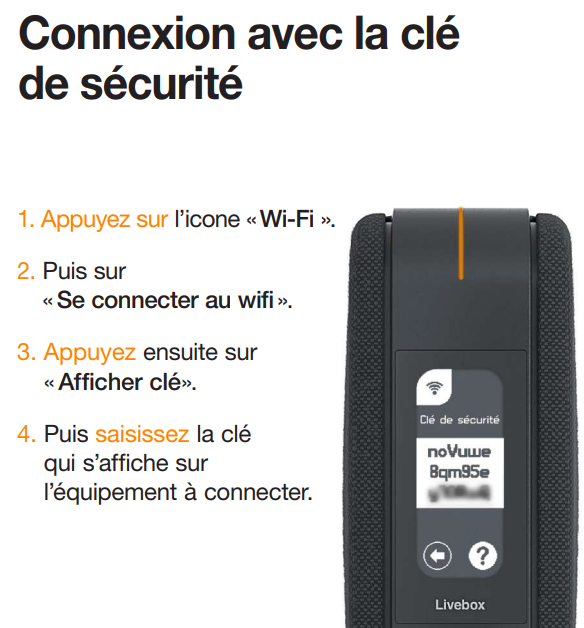 Connexion avec la clé
de sécurité
1. Appuyez sur l’icone « Wi-Fi ».
2. Puis sur
« Se connecter au wifi ».
3. Appuyez ensuite sur
« Afficher clé».
4. Puis saisissez la clé
qui s’affiche sur
l’équipement à connecter.
Clé de sécurité
noVuwe
8qm95e
?
Livebox